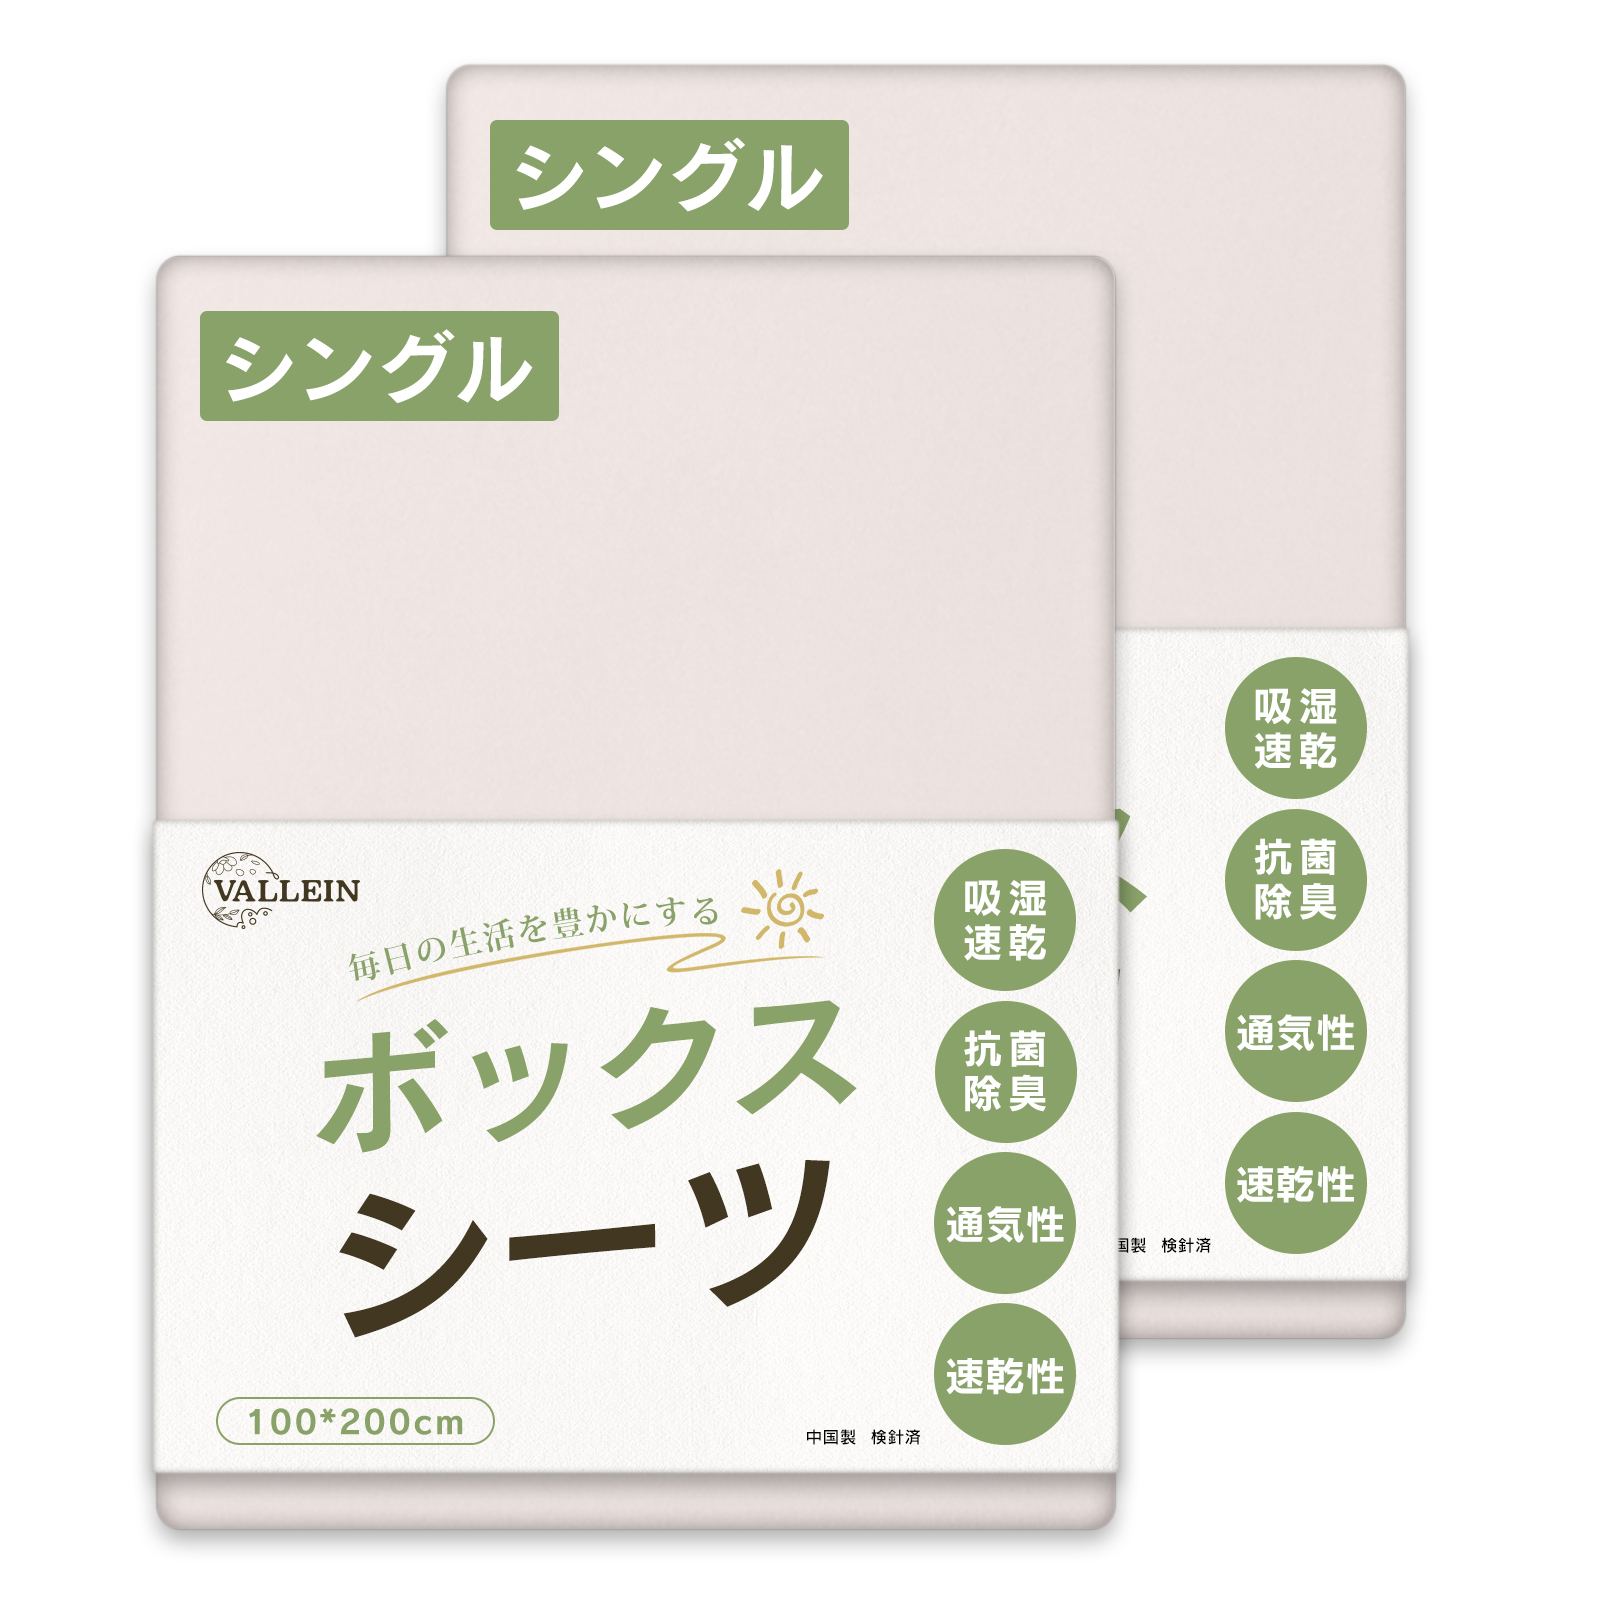 シングル
シングル
VALLEIN
毎日の生活を豊かにする
ボックス
シーツ
100*200cm
中国製 検針済
吸湿
速乾
抗菌
除臭
通気性
速乾性
吸湿
速乾
抗菌
除臭
通気性
速乾性
国製 検針済